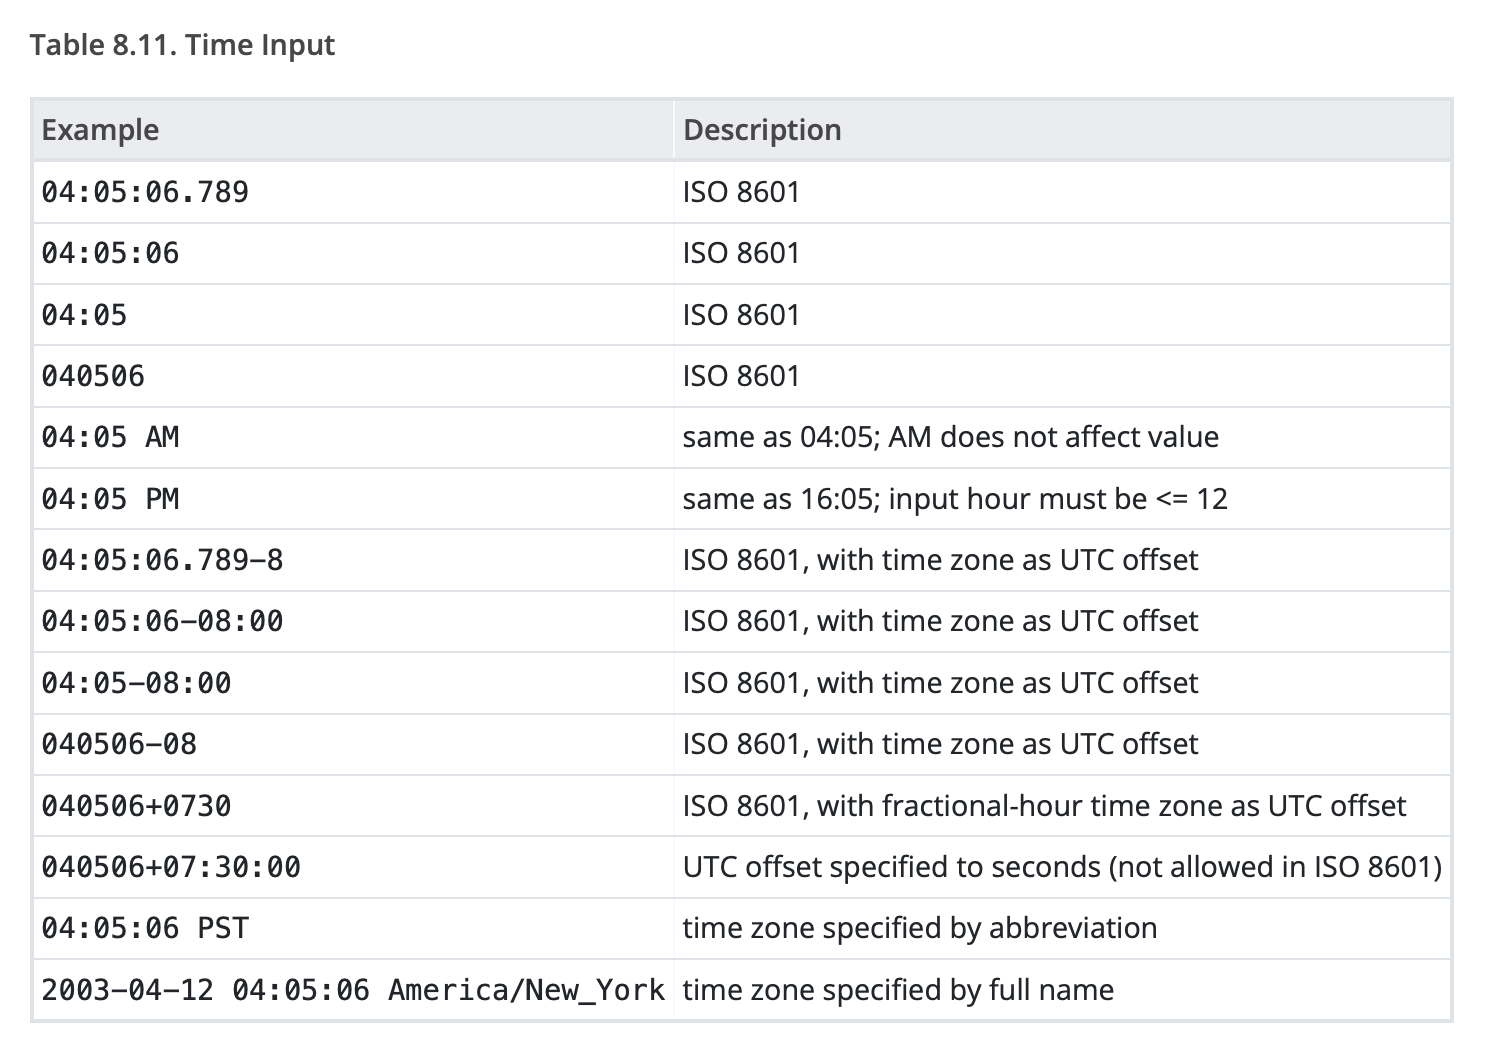 Table 8.11. Time Input
Example Description
04:05:06.789 ISO 8601
04:05:06 ISO 8601
04:05 ISO 8601
040506 ISO 8601
04:05 AM same as 04:05; AM does not affect value
04:05 PM same as 16:05; input hour must be <= 12
04:05:06.789-8 ISO 8601, with time zone as UTC offset
04:05:06-08:00 ISO 8601, with time zone as UTC offset
04:05-08:00 ISO 8601, with time zone as UTC offset
040506-08 ISO 8601, with time zone as UTC offset
040506+0730 ISO 8601, with fractional-hour time zone as UTC offset
040506+07:30:00 UTC offset specified to seconds (not allowed in ISO 8601)
04:05:06 PST time zone specified by abbreviation
2003-04-12 04:05:06 America/New_York time zone specified by full name